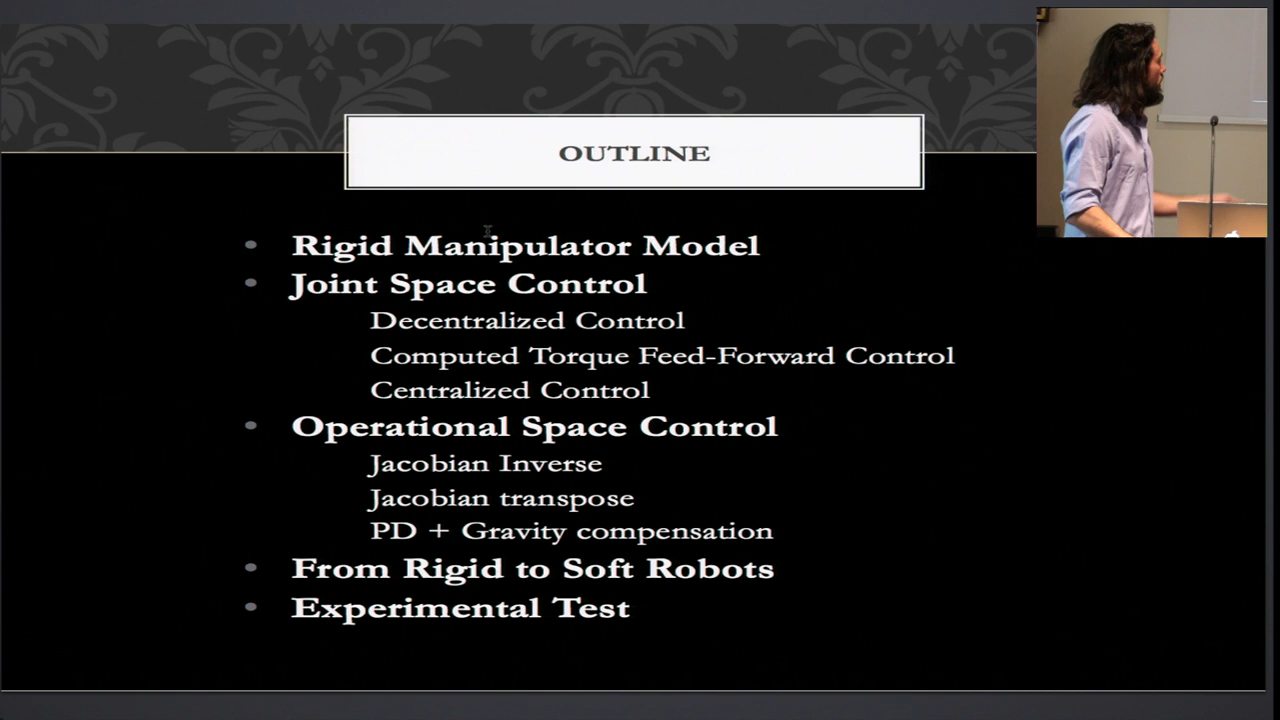 OUTLINE
• Rigid Manipulator Model
• Joint Space Control
Decentralized Control
Computed Torque Feed-Forward Control
Centralized Control
• Operational Space Control
Jacobian Inverse
Jacobian transpose
PD + Gravity compensation
• From Rigid to Soft Robots
• Experimental Test